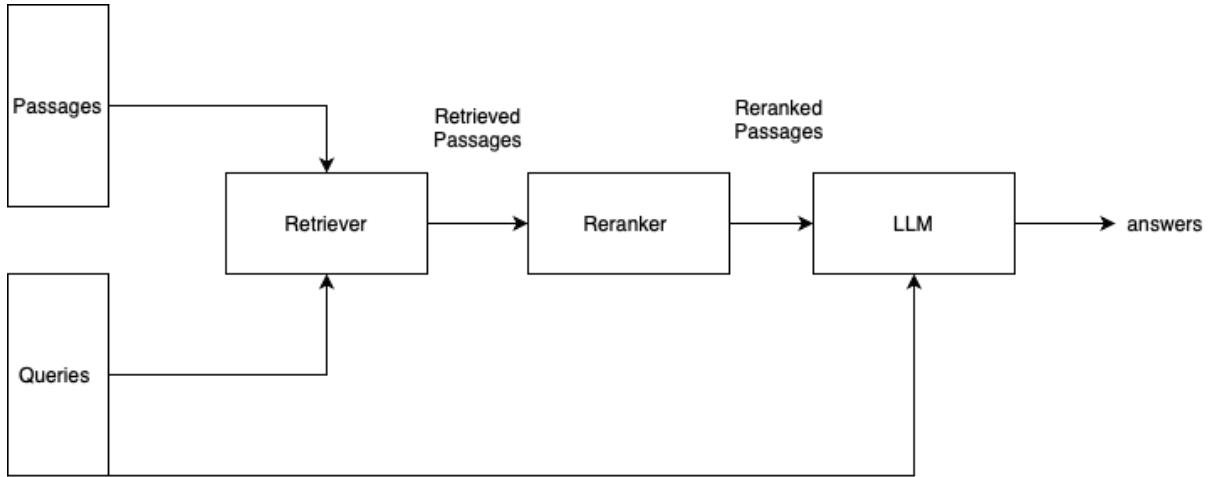 Passages
Retrieved
Passages
Reranked
Passages
Retriever
Reranker
LLM
answers
Queries